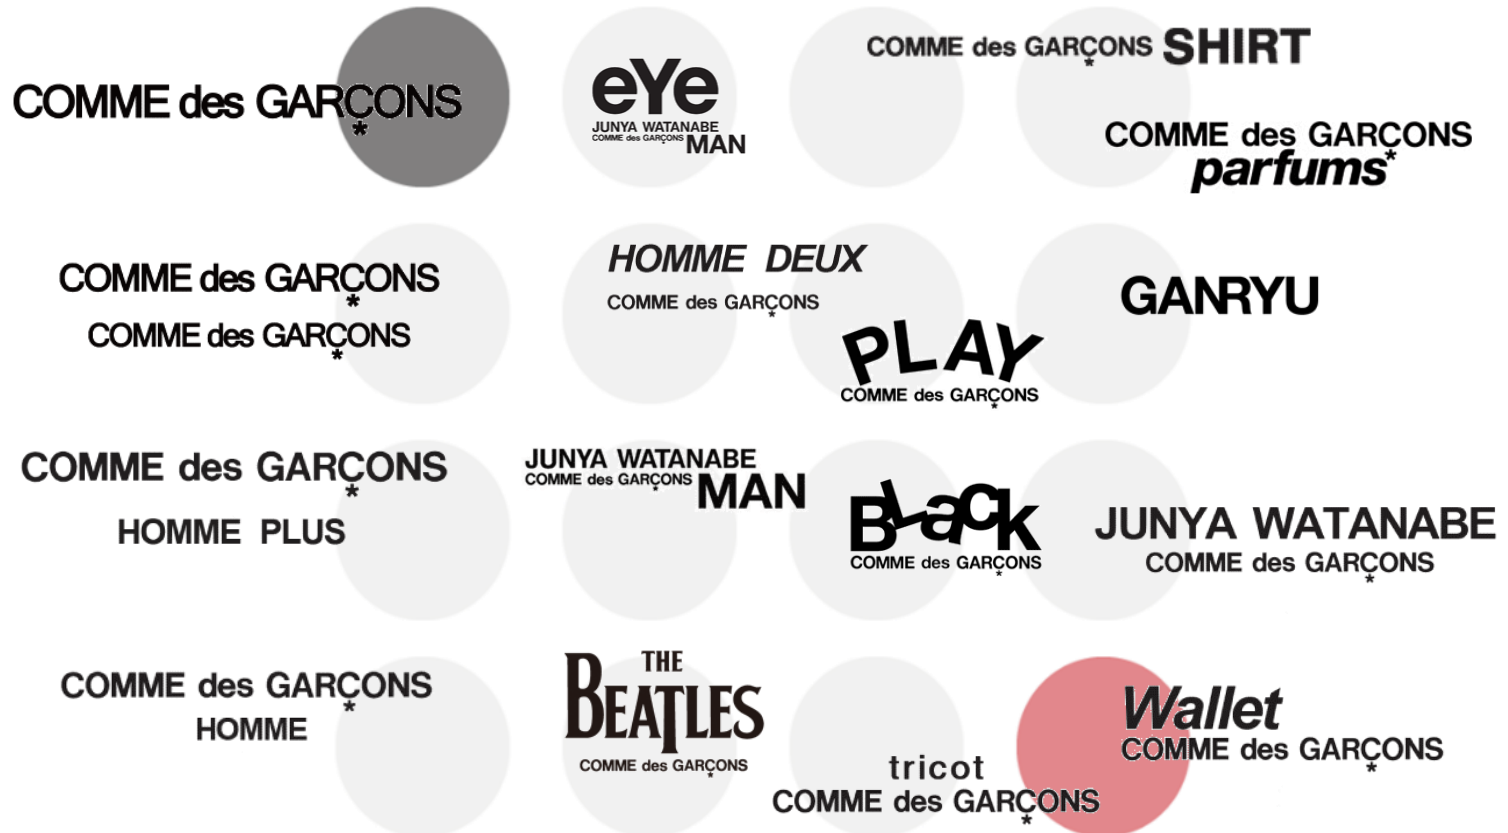 COMME des GARÇONS
*
eYe
JUNYA WATANABE
COMME des GARÇONS MAN
*
COMME des GARÇONS SHIRT
*
COMME des GARÇONS
parfums*
COMME des GARÇONS
*
COMME des GARÇONS
*
HOMME DEUX
COMME des GARÇONS
*
PLAY
COMME des GARÇONS
*
GANRYU
COMME des GARÇONS
*
HOMME PLUS
JUNYA WATANABE
COMME des GARÇONS MAN
*
BLacK
COMME des GARÇONS
*
JUNYA WATANABE
COMME des GARÇONS
*
COMME des GARÇONS
*
HOMME
THE
BEATLES
COMME des GARÇONS
*
tricot
COMME des GARÇONS
*
Wallet
COMME des GARÇONS
*